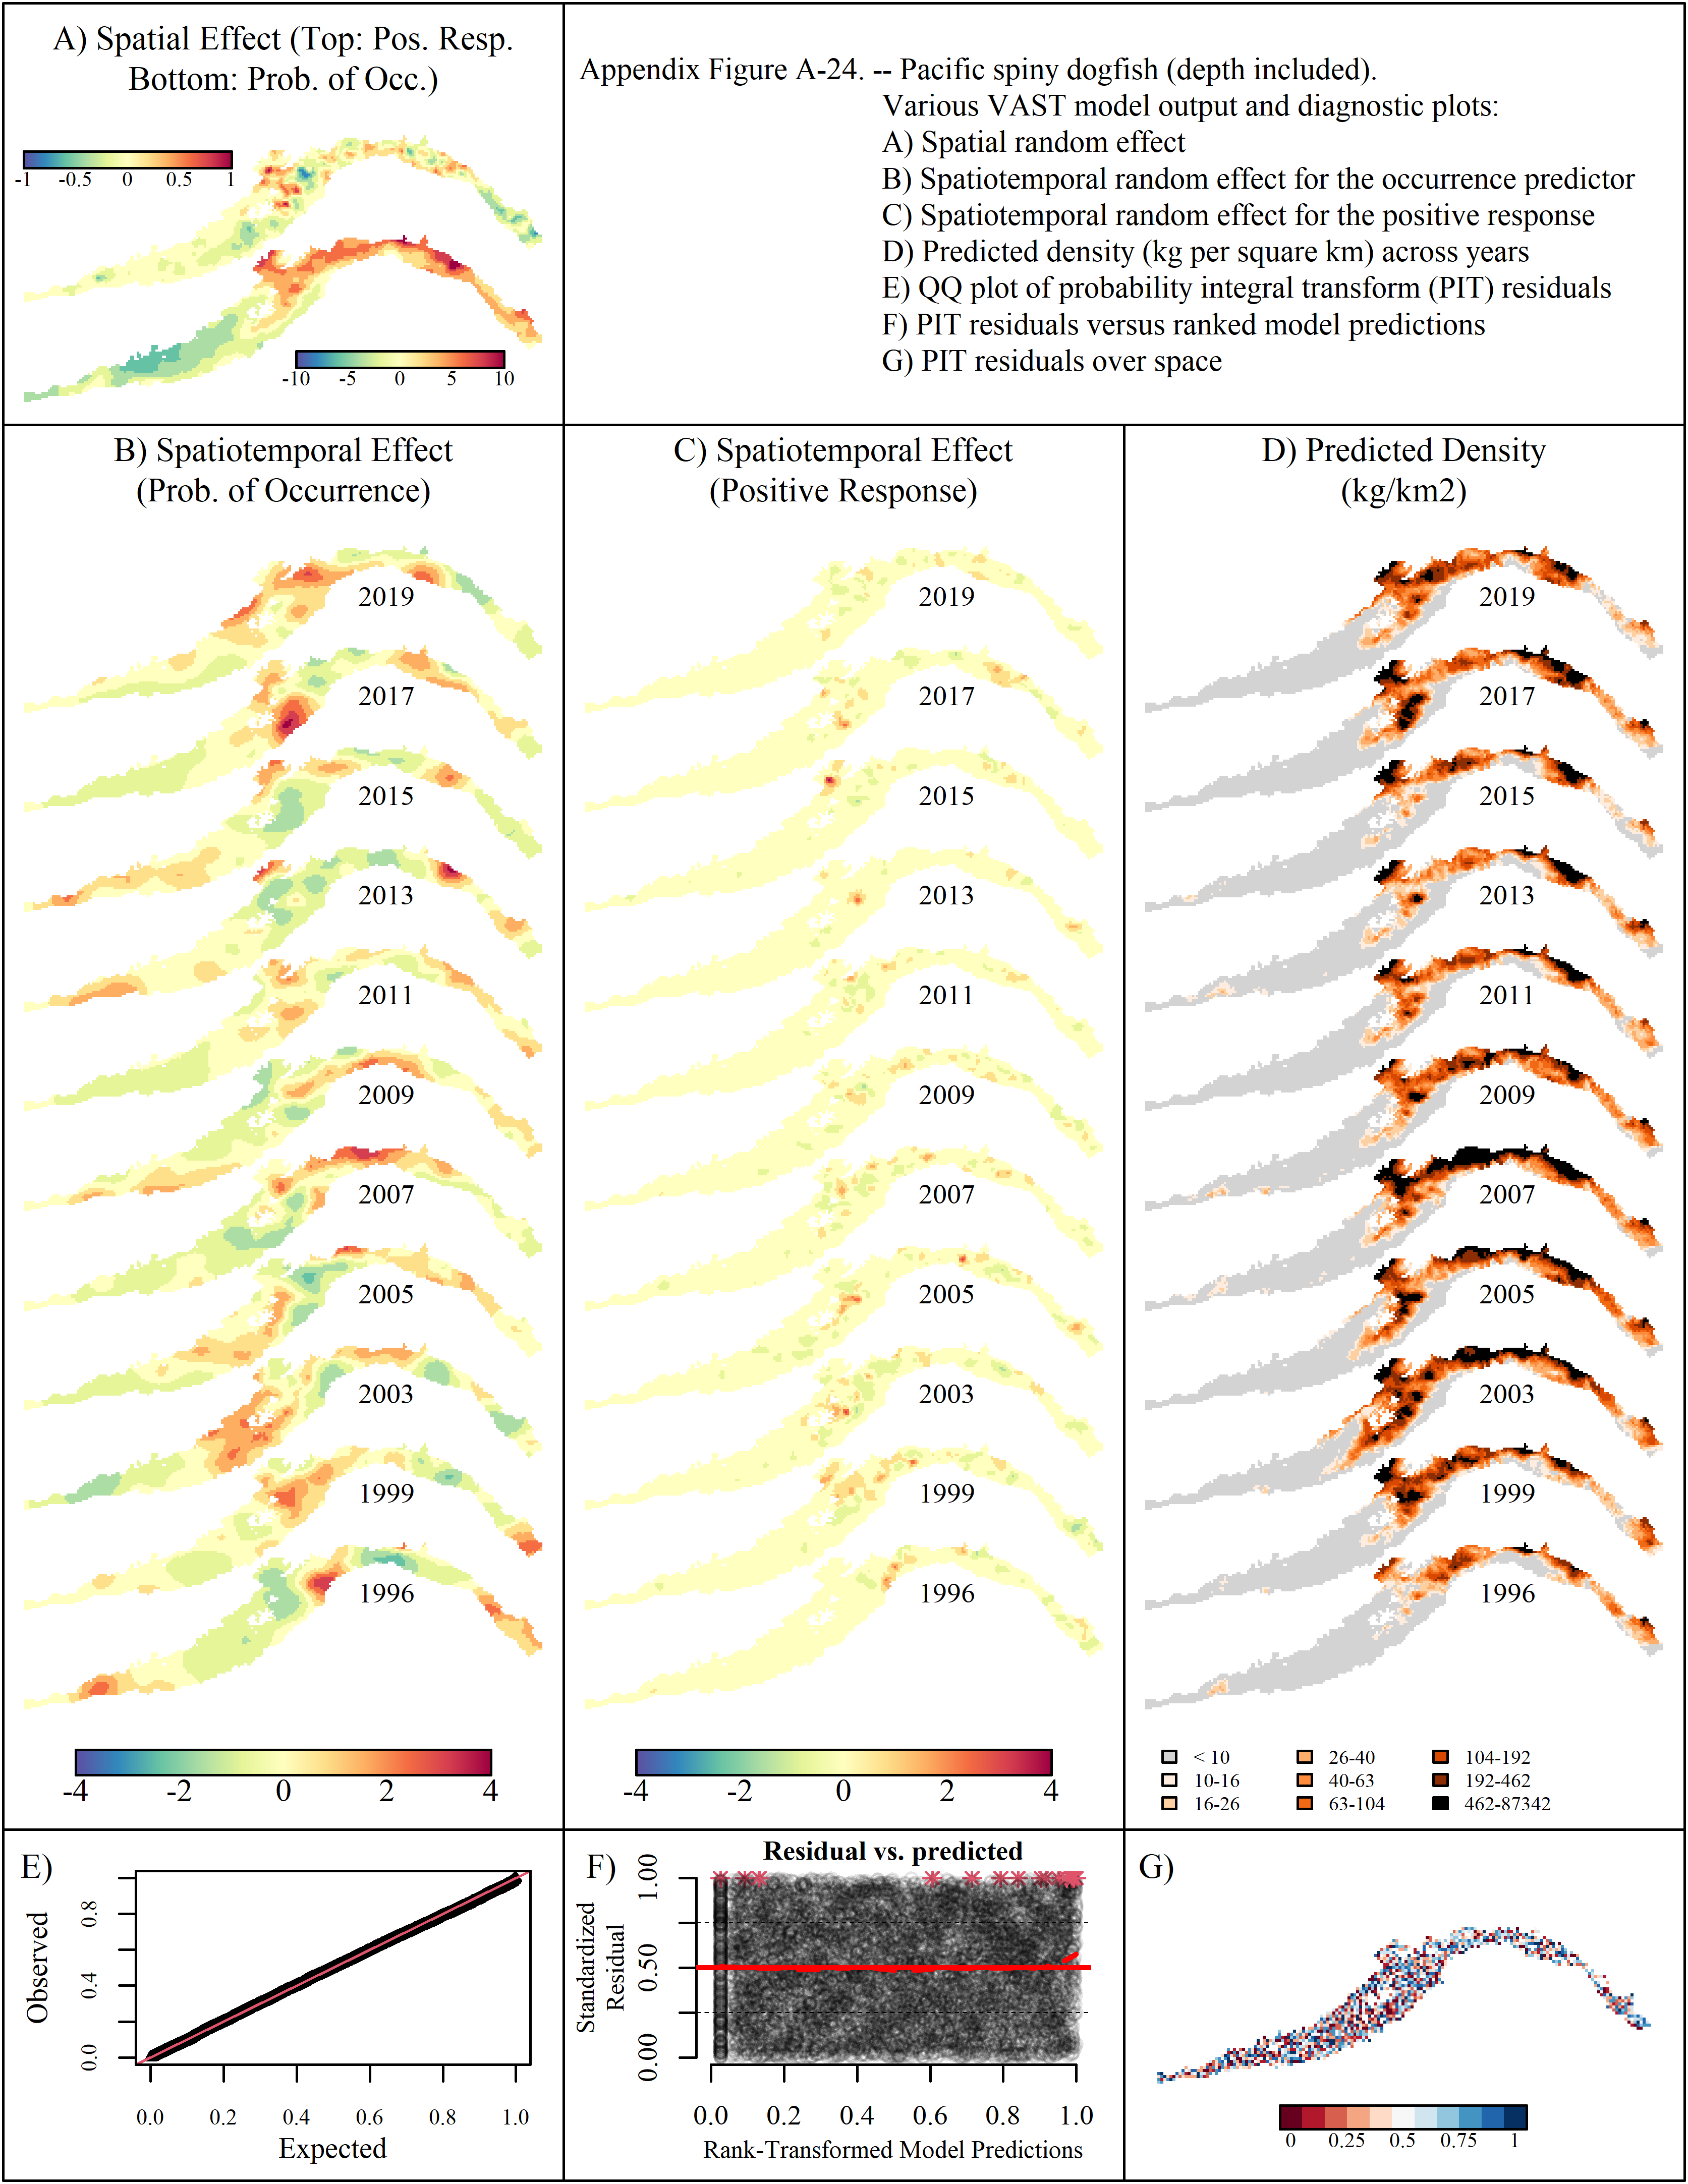 A) Spatial Effect (Top: Pos. Resp.
Bottom: Prob. of Occ.)
-1 -0.5 0 0.5 1
-10 -5 0 5 10
Appendix Figure A-24. -- Pacific spiny dogfish (depth included).
Various VAST model output and diagnostic plots:
A) Spatial random effect
B) Spatiotemporal random effect for the occurrence predictor
C) Spatiotemporal random effect for the positive response
D) Predicted density (kg per square km) across years
E) QQ plot of probability integral transform (PIT) residuals
F) PIT residuals versus ranked model predictions
G) PIT residuals over space
B) Spatiotemporal Effect
(Prob. of Occurrence)
2019
2017
2015
2013
2011
2009
2007
2005
2003
1999
1996
-4 -2 0 2 4
C) Spatiotemporal Effect
(Positive Response)
2019
2017
2015
2013
2011
2009
2007
2005
2003
1999
1996
-4 -2 0 2 4
D) Predicted Density
(kg/km2)
2019
2017
2015
2013
2011
2009
2007
2005
2003
1999
1996
< 10 26-40 104-192
10-16 40-63 192-462
16-26 63-104 462-87342
E)
Observed
0.8
0.4
0.0
0.0 0.2 0.4 0.6 0.8 1.0
Expected
F)
Residual vs. predicted
Standardized
Residual
1.00
0.50
0.00
0.0 0.2 0.4 0.6 0.8 1.0
Rank-Transformed Model Predictions
G)
0 0.25 0.5 0.75 1